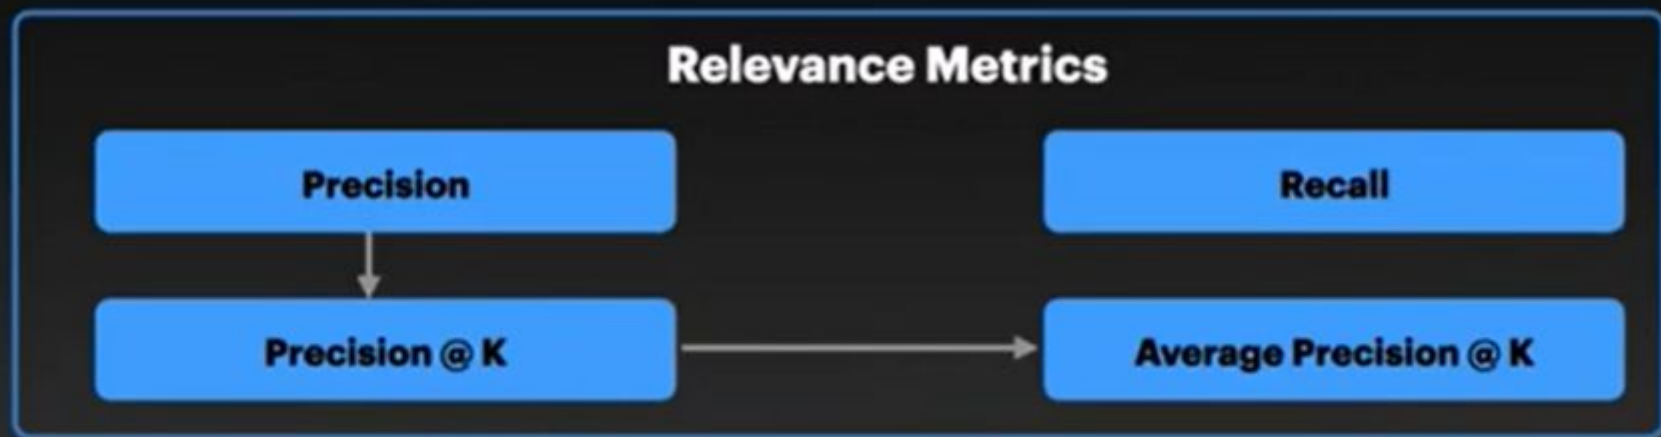 Relevance Metrics
Precision
Recall
Precision @ K
Average Precision @ K